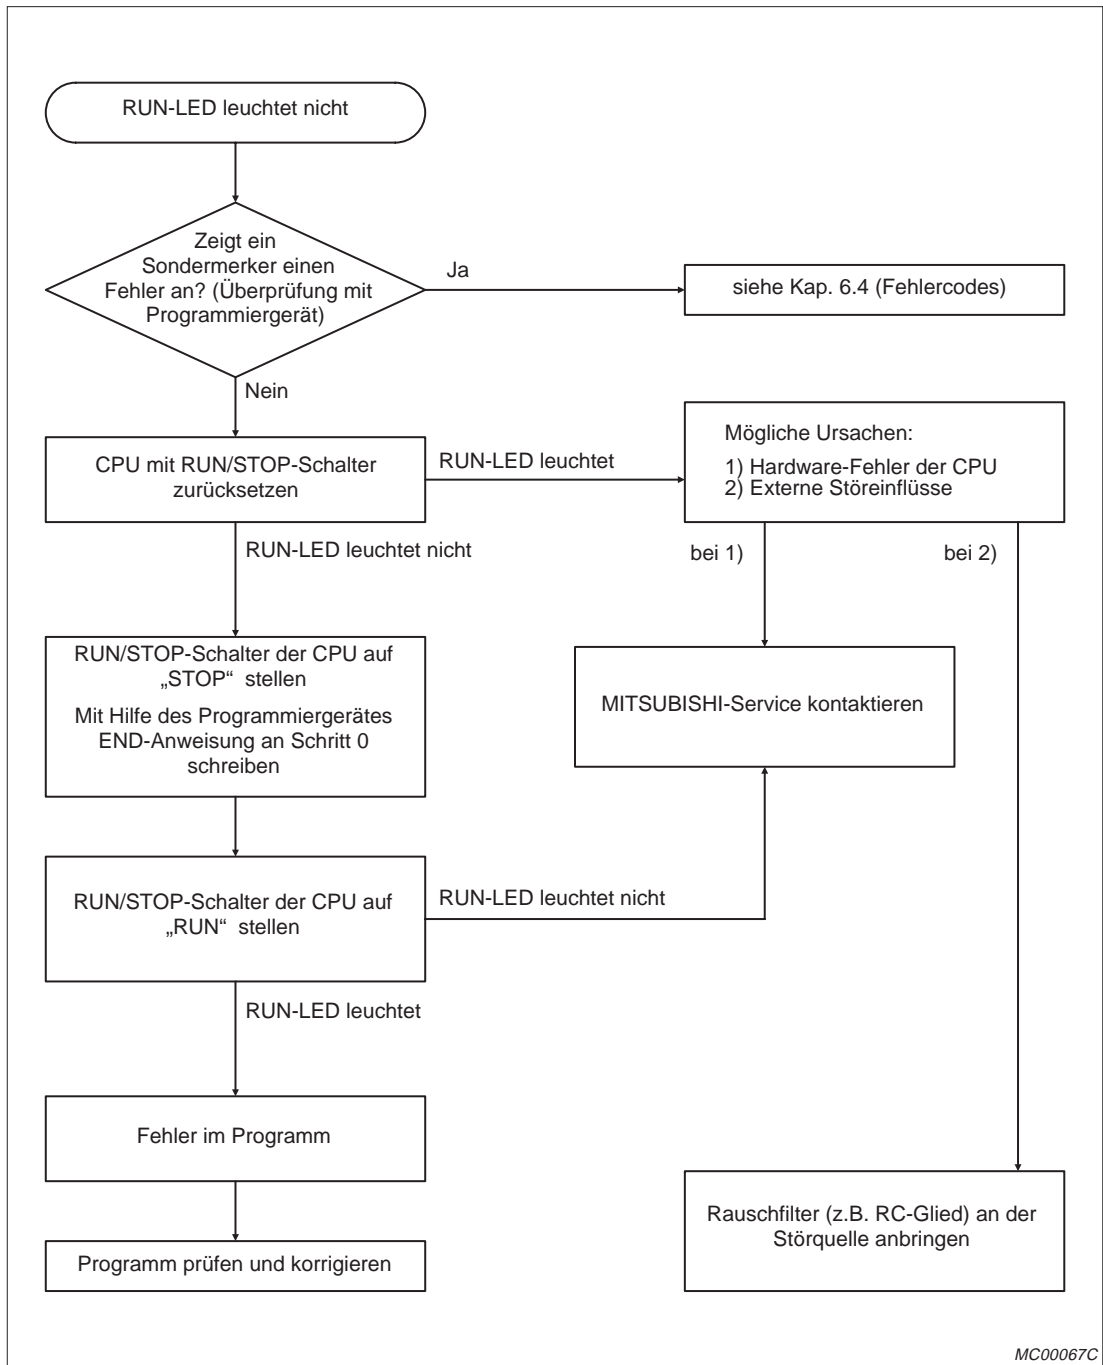 RUN-LED leuchtet nicht
Zeigt ein
Sondermerker einen
Fehler an? (Überprüfung mit
Programmiergerät)
Ja
siehe Kap. 6.4 (Fehlercodes)
Nein
CPU mit RUN/STOP-Schalter
zurücksetzen
RUN-LED leuchtet
Mögliche Ursachen:
1) Hardware-Fehler der CPU
2) Externe Störeinflüsse
RUN-LED leuchtet nicht
bei 1)
bei 2)
RUN/STOP-Schalter der CPU auf
„STOP“ stellen
Mit Hilfe des Programmiergerätes
END-Anweisung an Schritt 0
schreiben
MITSUBISHI-Service kontaktieren
RUN/STOP-Schalter der CPU auf
„RUN“ stellen
RUN-LED leuchtet nicht
RUN-LED leuchtet
Fehler im Programm
Rauschfilter (z.B. RC-Glied) an der
Störquelle anbringen
Programm prüfen und korrigieren
MC00067C